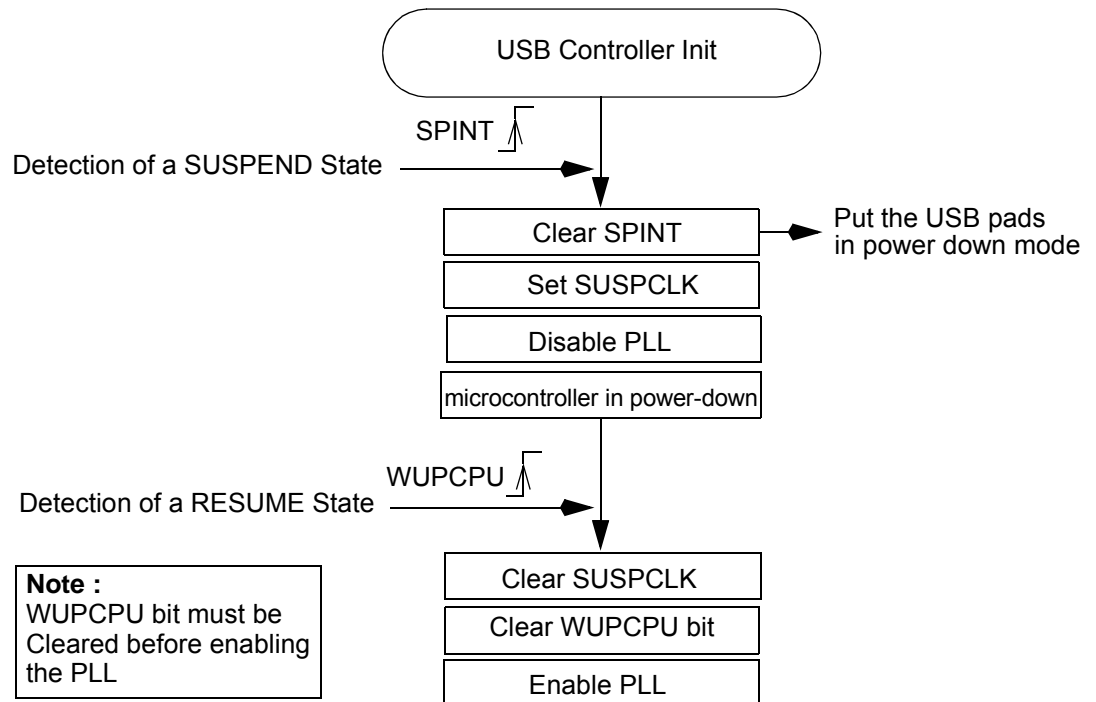 USB Controller Init
SPINT
Detection of a SUSPEND State
Clear SPINT
Put the USB pads
in power down mode
Set SUSPCLK
Disable PLL
microcontroller in power-down
WUPCPU
Detection of a RESUME State
Clear SUSPCLK
Note :
WUPCPU bit must be
Cleared before enabling
the PLL
Clear WUPCPU bit
Enable PLL